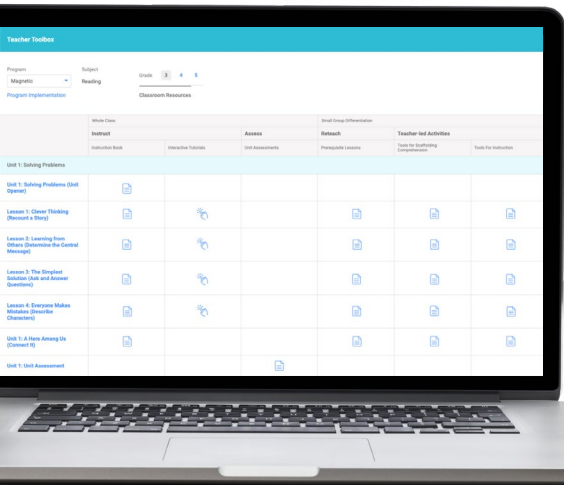 Teacher Toolbox
Program
Subject
Magnetic
Reading
Grade 3 4 5
Program Implementation
Classroom Resources
Whole Class
Small Group Differentiation
Instruct
Assess
Reteach
Teacher-led Activities
Instruction Book
Interactive Tutorials
Unit Assessments
Prerequisite Lessons
Tools for Scaffolding
Comprehension
Tools for Instruction
Unit 1: Solving Problems
Unit 1: Solving Problems (Unit
Opener)
Lesson 1: Clever Thinking
(Recount a Story)
Lesson 2: Learning from
Others (Determine the Central
Message)
Lesson 3: The Simplest
Solution (Ask and Answer
Questions)
Lesson 4: Everyone Makes
Mistakes (Describe
Characters)
Unit 1: A Hero Among Us
(Connect It)
Unit 1: Unit Assessment